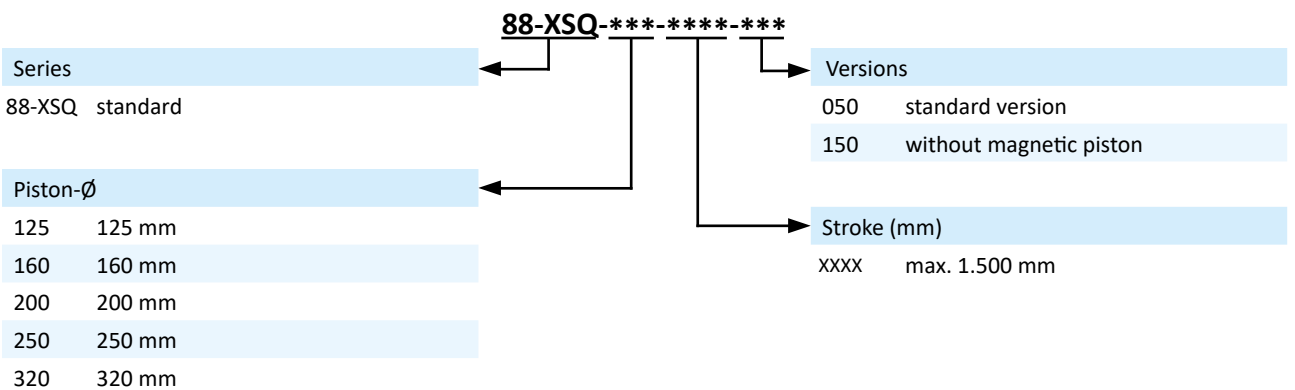 88-XSQ-***-****-***
Series
88-XSQ standard
Piston-Ø
125 125 mm
160 160 mm
200 200 mm
250 250 mm
320 320 mm
Versions
050 standard version
150 without magnetic piston
Stroke (mm)
XXXX max. 1.500 mm